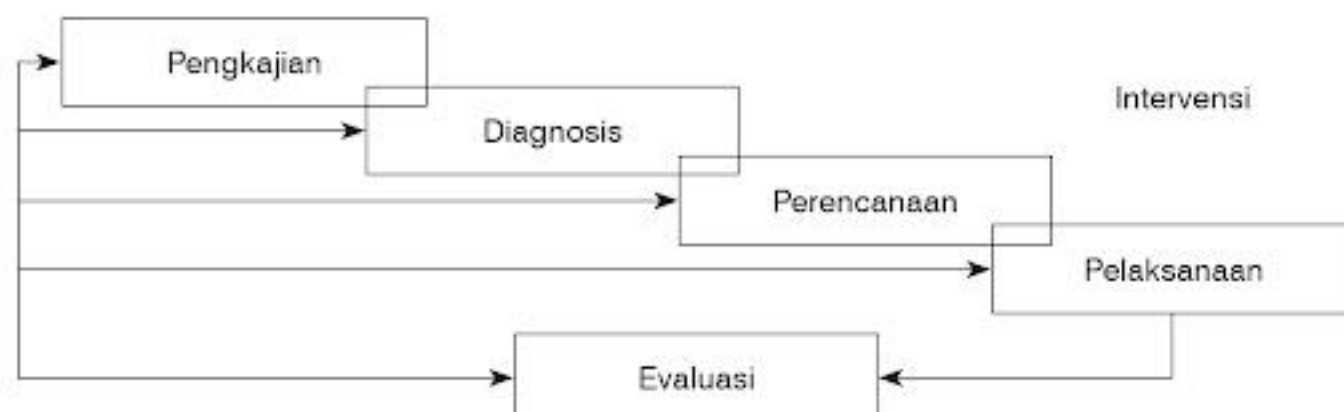 Pengkajian
Intervensi
Diagnosis
Perencanaan
Pelaksanaan
Evaluasi